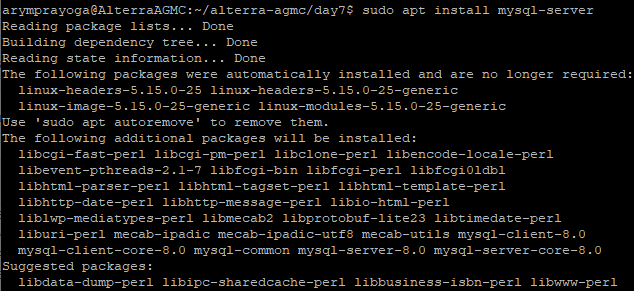 arymprayoga@AlterraAGMC:~/alterra-agmc/day7$ sudo apt install mysql-server
Reading package lists... Done
Building dependency tree... Done
Reading state information... Done
The following packages were automatically installed and are no longer required:
  linux-headers-5.15.0-25 linux-headers-5.15.0-25-generic
  linux-image-5.15.0-25-generic linux-modules-5.15.0-25-generic
Use 'sudo apt autoremove' to remove them.
The following additional packages will be installed:
  libcgi-fast-perl libcgi-pm-perl libclone-perl libencode-locale-perl
  libevent-pthreads-2.1-7 libfcgi-bin libfcgi-perl libfcgi0ldbl
  libhtml-parser-perl libhtml-tagset-perl libhtml-template-perl
  libhttp-date-perl libhttp-message-perl libio-html-perl
  liblwp-mediatypes-perl libmecab2 libprotobuf-lite23 libtimedate-perl
  liburi-perl mecab-ipadic mecab-ipadic-utf8 mecab-utils mysql-client-8.0
  mysql-client-core-8.0 mysql-common mysql-server-8.0 mysql-server-core-8.0
Suggested packages:
  libdata-dump-perl libipc-sharedcache-perl libbusiness-isbn-perl libwww-perl